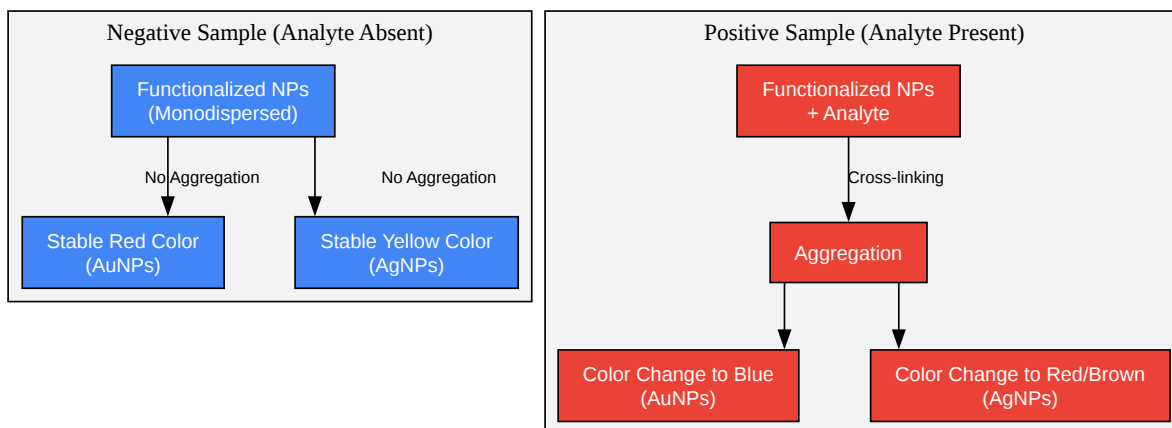 Negative Sample (Analyte Absent)
Functionalized NPs
(Monodispersed)
No Aggregation
No Aggregation
Stable Red Color
(AuNPs)
Stable Yellow Color
(AgNPs)
Positive Sample (Analyte Present)
Functionalized NPs
+ Analyte
Cross-linking
Aggregation
Color Change to Blue
(AuNPs)
Color Change to Red/Brown
(AgNPs)